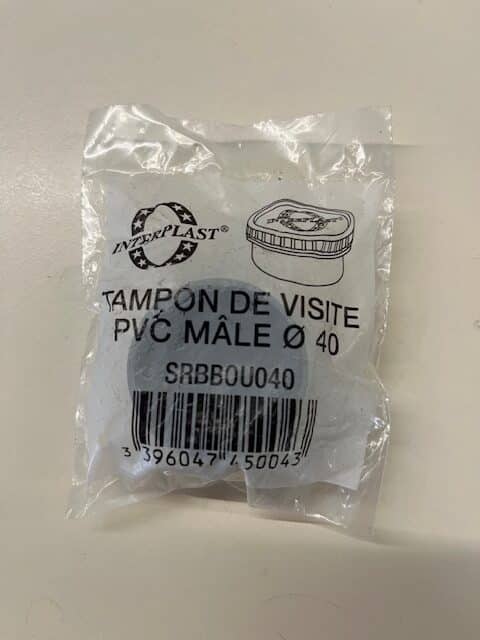 INTERPLAST®
TAMPON DE VISITE
PVC MÂLE Ø 40
SRBBOU040
3 396047 450043